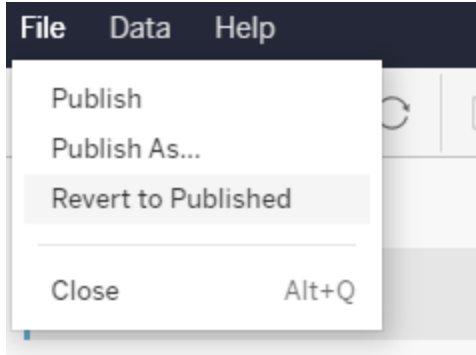 File Data Help
Publish
Publish As...
Revert to Published
Close Alt+Q